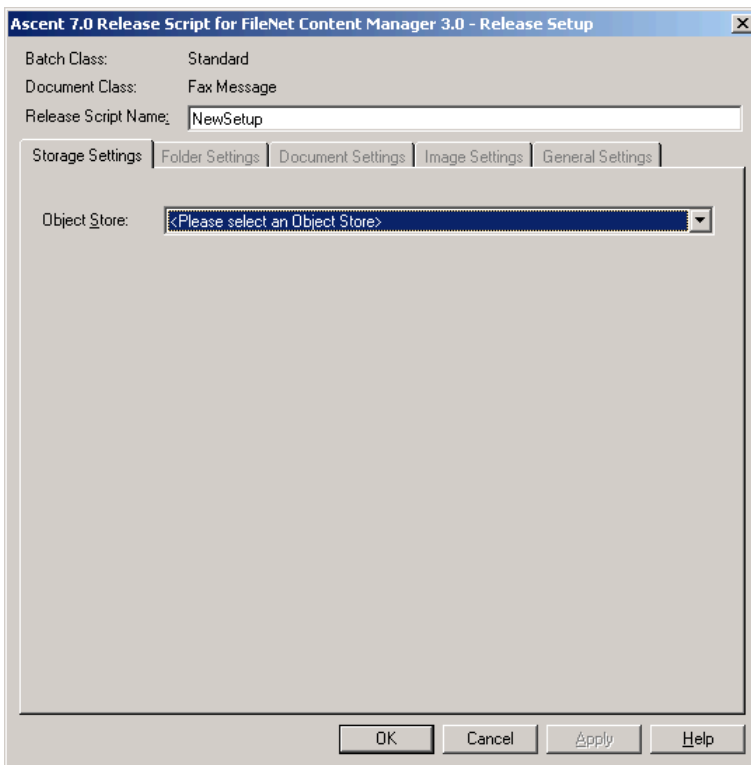 Ascent 7.0 Release Script for FileNet Content Manager 3.0 - Release Setup
Batch Class: Standard
Document Class: Fax Message
Release Script Name: NewSetup
Storage Settings Folder Settings Document Settings Image Settings General Settings
Object Store: <Please select an Object Store>
OK Cancel Apply Help